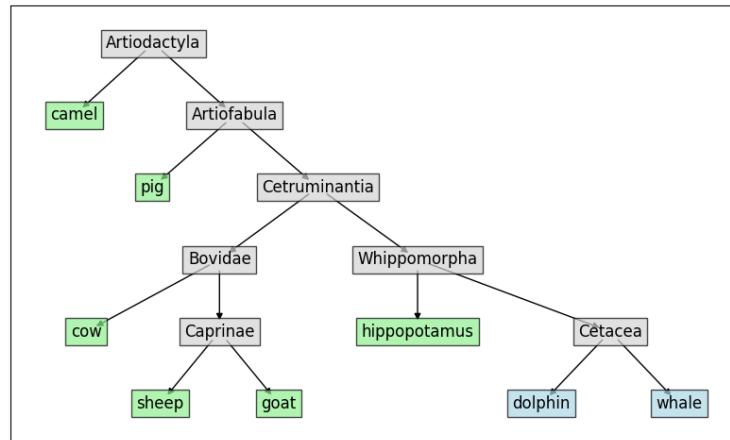 Artiodactyla
camel
Artiofabula
pig
Cetruminantia
Bovidae
Whippomorpha
cow
Caprinae
hippopotamus
Cetacea
sheep
goat
dolphin
whale